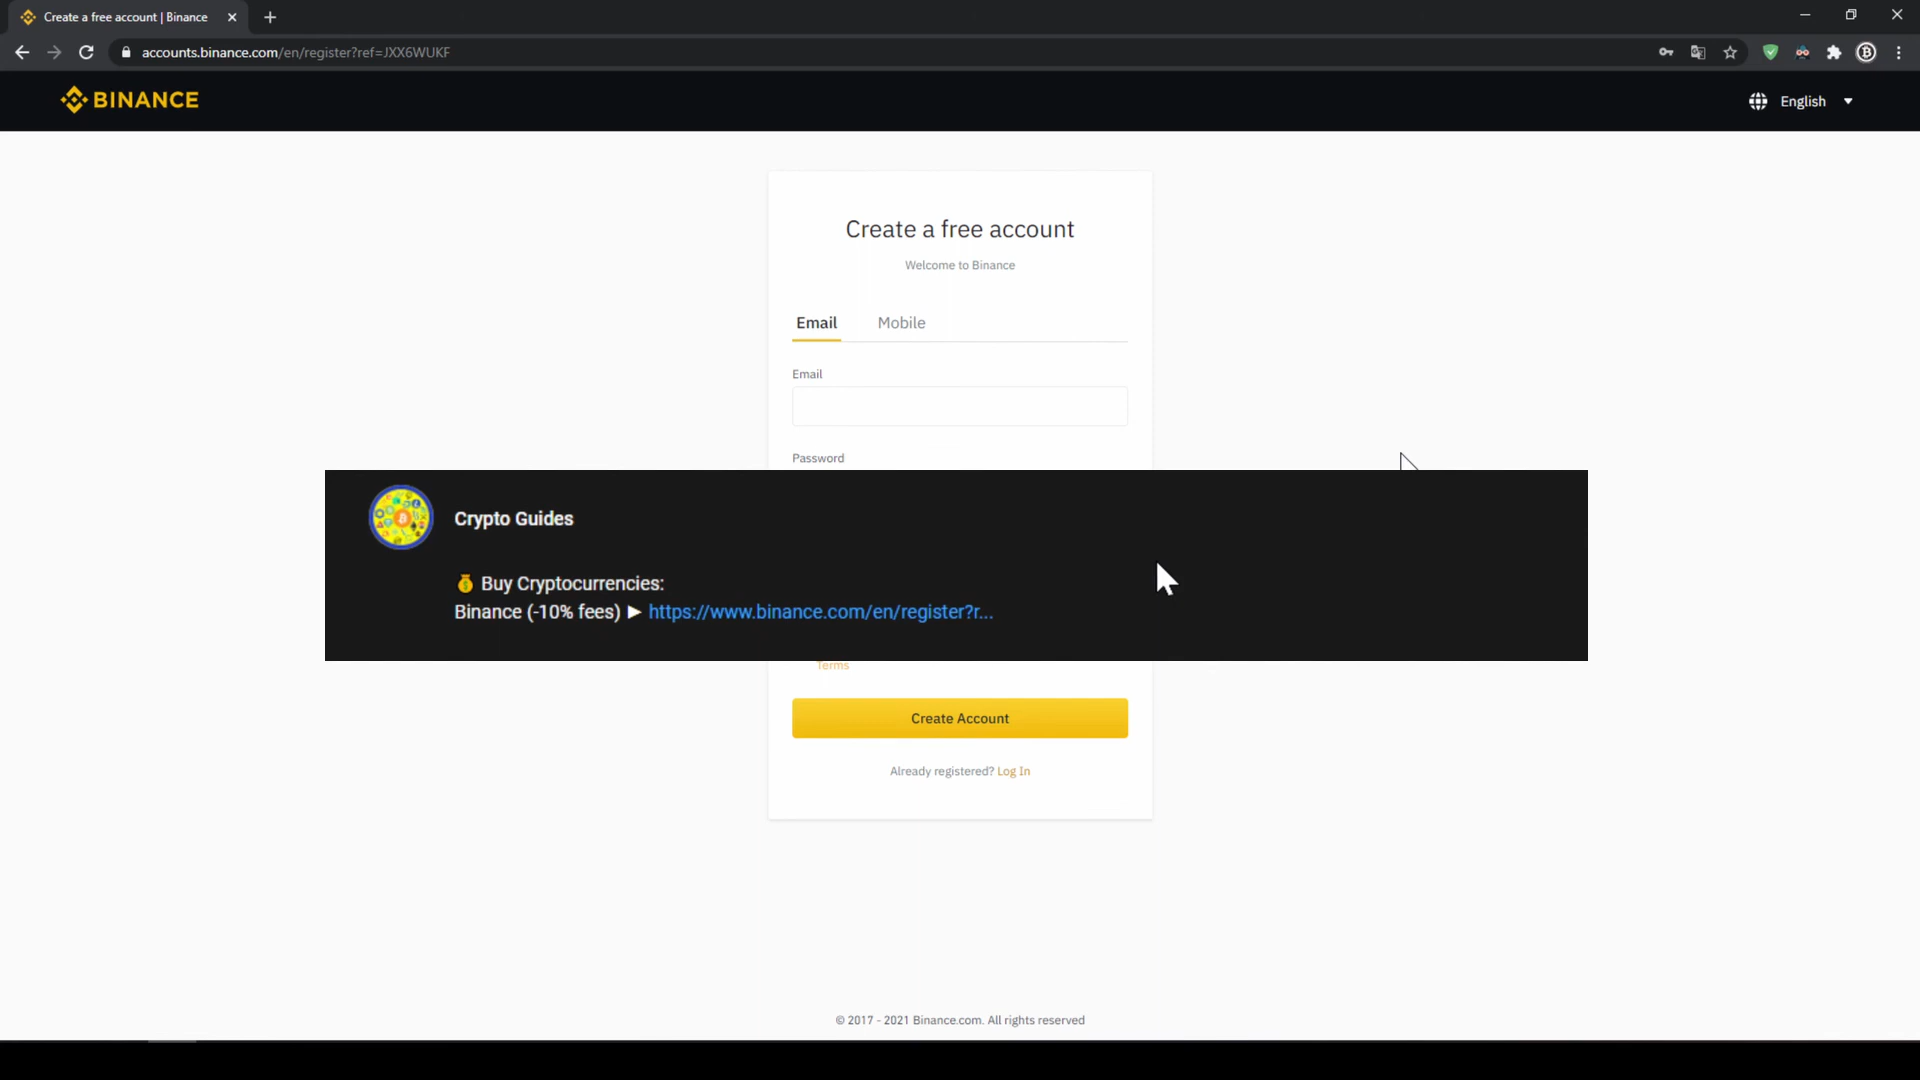 Create a free account | Binance
accounts.binance.com/en/register?ref=JXX6WUKF
BINANCE
English
Create a free account
Welcome to Binance
Email Mobile
Email
Password
Crypto Guides
💰 Buy Cryptocurrencies:
Binance (-10% fees) ► https://www.binance.com/en/register?r...
Terms
Create Account
Already registered? Log In
© 2017 - 2021 Binance.com. All rights reserved